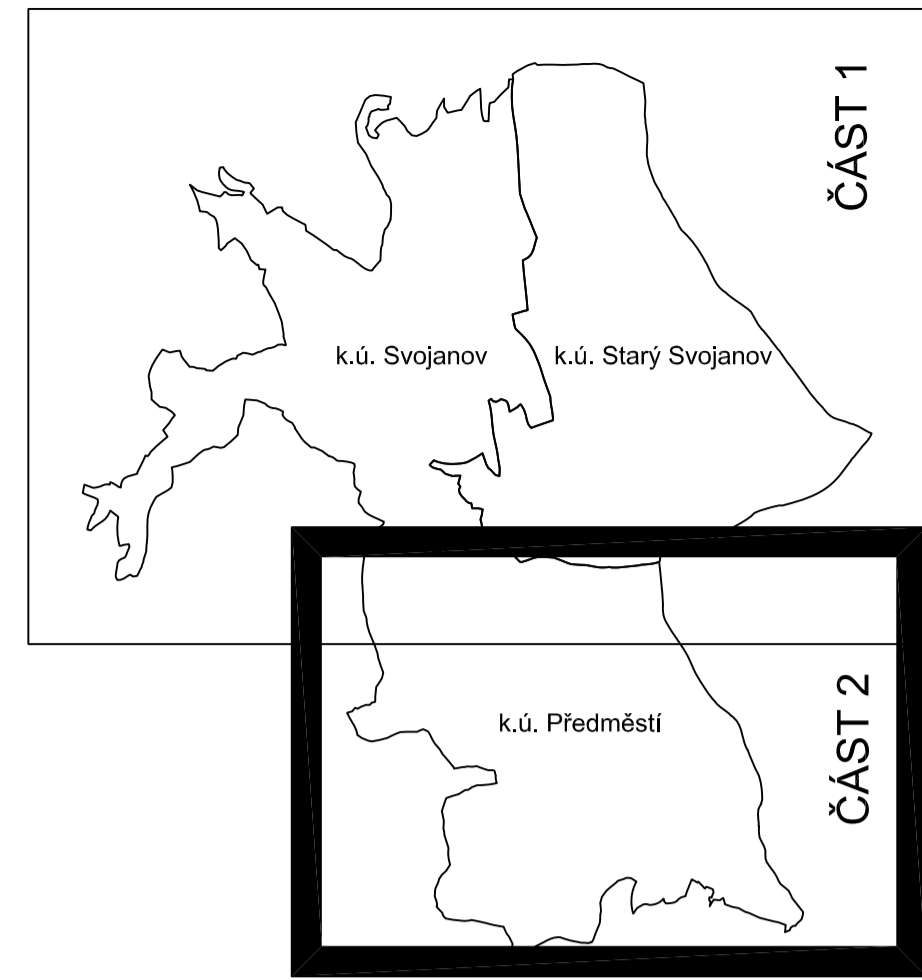 ČÁST 1
k.ú. Svojanov
k.ú. Starý Svojanov
k.ú. Předměstí
ČÁST 2